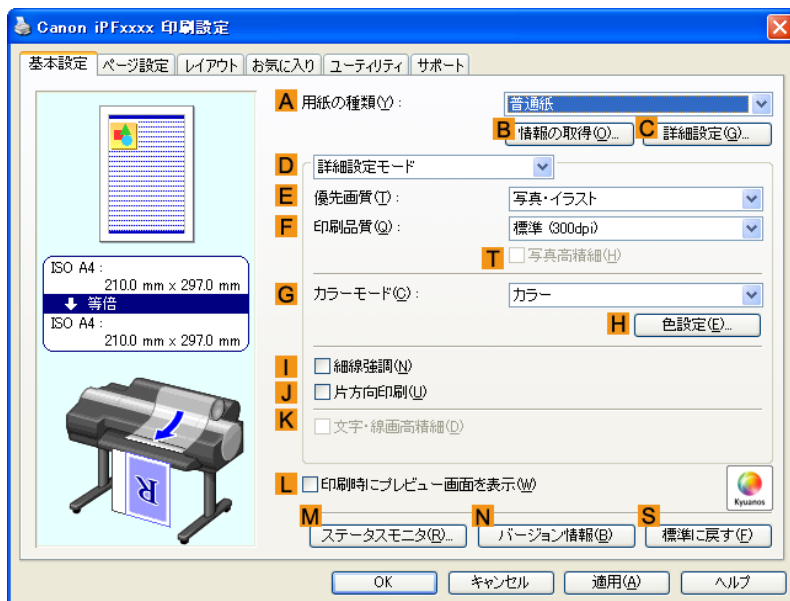 Canon iPFxxxx 印刷設定
基本設定 ページ設定 レイアウト お気に入り ユーティリティ サポート
A 用紙の種類(Y): 普通紙
B 情報の取得(O)... C 詳細設定(G)...
D 詳細設定モード
E 優先画質(T): 写真・イラスト
F 印刷品質(Q): 標準 (300dpi)
T 写真高精細(H)
ISO A4 :
210.0 mm x 297.0 mm
等倍
ISO A4 :
210.0 mm x 297.0 mm
G カラーモード(C): カラー
H 色設定(E)...
I 細線強調(N)
J 片方向印刷(U)
K 文字・線画高精細(D)
R
L 印刷時にプレビュー画面を表示(W)
Kyuanos
M ステータスモニタ(R)... N バージョン情報(B) S 標準に戻す(F)
OK キャンセル 適用(A) ヘルプ